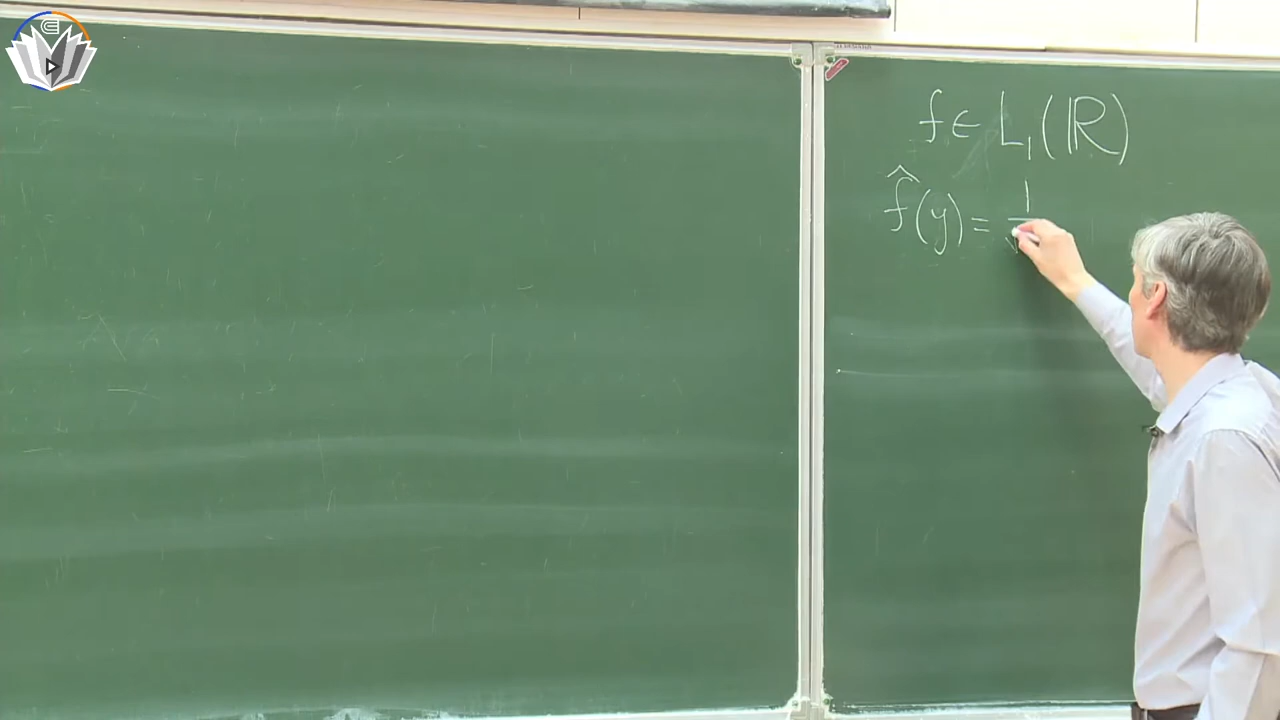 f ∈ L₁(ℝ)
f̂(y) = 1/√